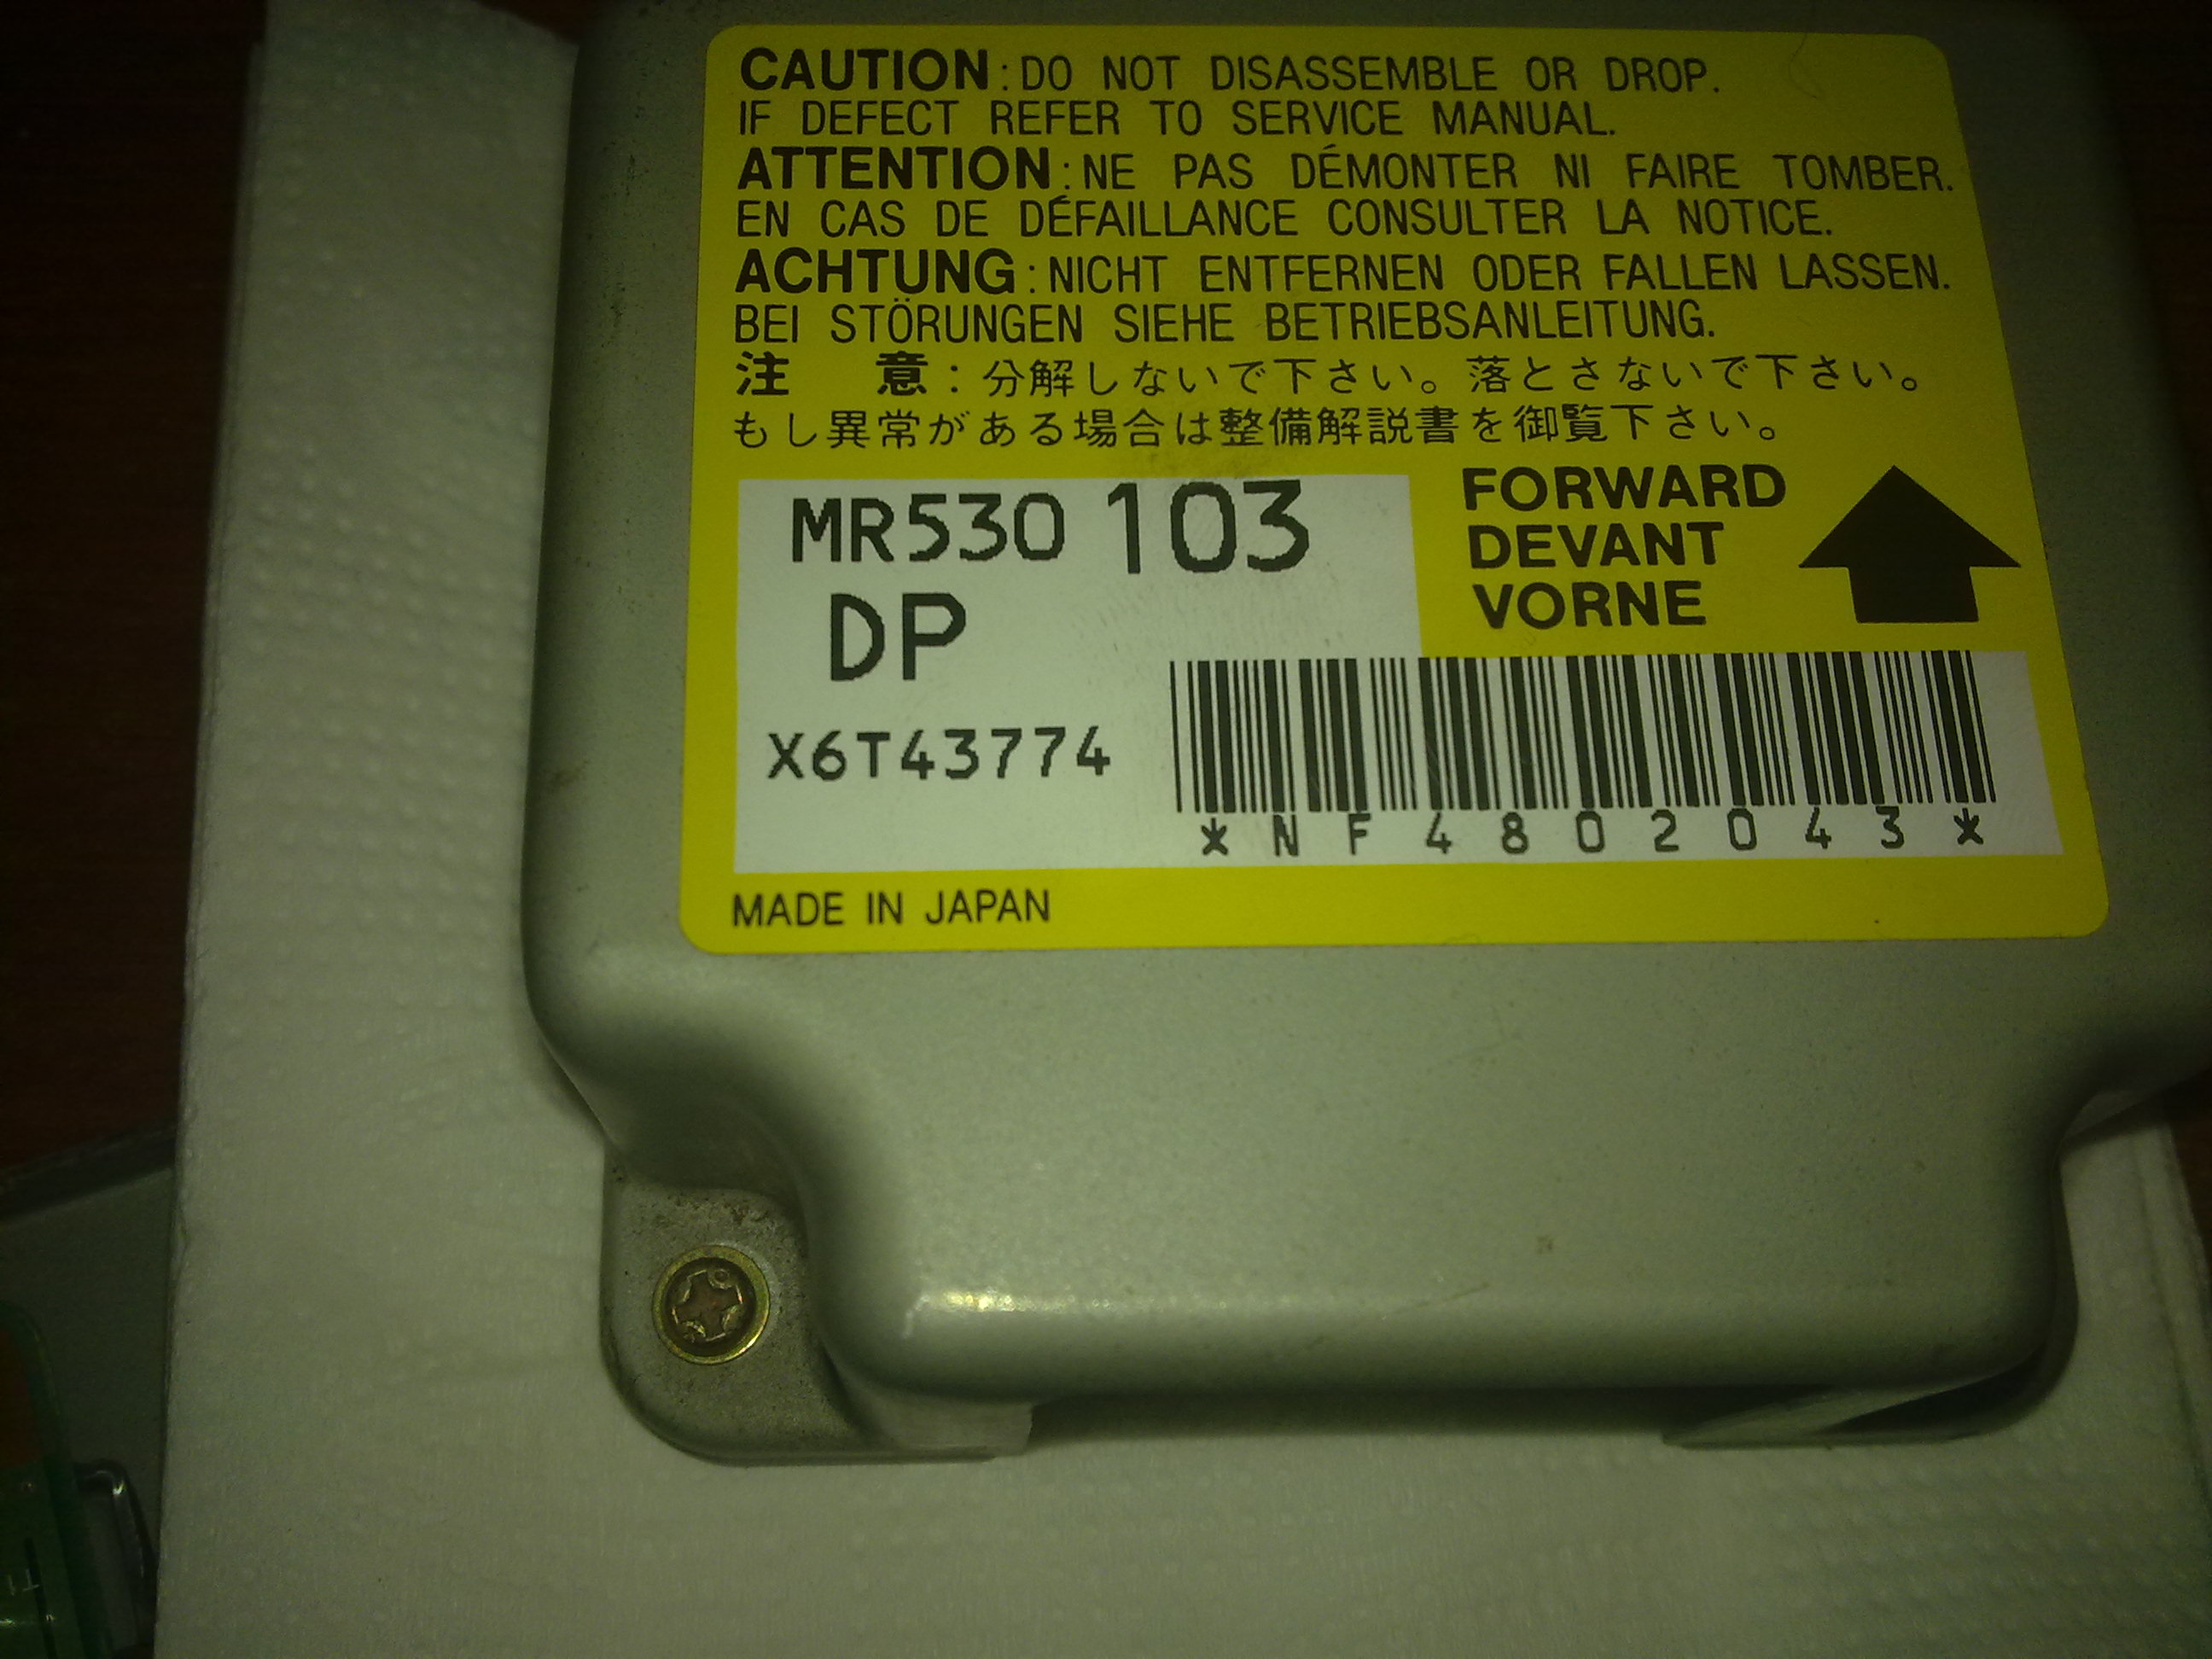 CAUTION : DO NOT DISASSEMBLE OR DROP.
IF DEFECT REFER TO SERVICE MANUAL.
ATTENTION : NE PAS DÉMONTER NI FAIRE TOMBER.
EN CAS DE DÉFAILLANCE CONSULTER LA NOTICE.
ACHTUNG : NICHT ENTFERNEN ODER FALLEN LASSEN.
BEI STÖRUNGEN SIEHE BETRIEBSANLEITUNG.
注 意 : 分解しないで下さい。落とさないで下さい。
もし異常がある場合は整備解説書を御覧下さい。
MR530 103
DP
FORWARD
DEVANT
VORNE
X6T43774
*NF4802043*
MADE IN JAPAN